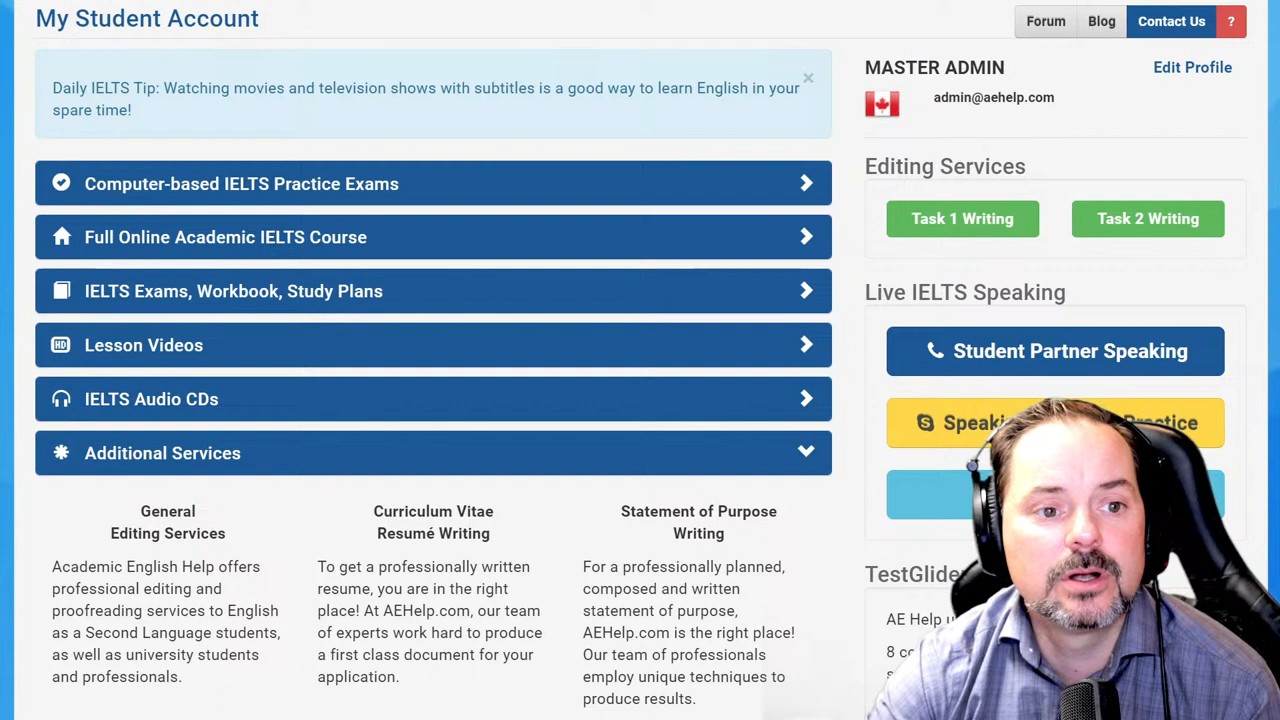 My Student Account
Forum
Blog
Contact Us
?
Daily IELTS Tip: Watching movies and television shows with subtitles is a good way to learn English in your
spare time!
×
MASTER ADMIN
Edit Profile
admin@aehelp.com
Computer-based IELTS Practice Exams
Full Online Academic IELTS Course
IELTS Exams, Workbook, Study Plans
HD Lesson Videos
IELTS Audio CDs
Additional Services
General
Editing Services
Academic English Help offers
professional editing and
proofreading services to English
as a Second Language students,
as well as university students
and professionals.
Curriculum Vitae
Resumé Writing
To get a professionally written
resume, you are in the right
place! At AEHelp.com, our team
of experts work hard to produce
a first class document for your
application.
Statement of Purpose
Writing
For a professionally planned,
composed and written
statement of purpose,
AEHelp.com is the right place!
Our team of professionals
employ unique techniques to
produce results.
Editing Services
Task 1 Writing
Task 2 Writing
Live IELTS Speaking
Student Partner Speaking
TestGlider
AE Help
8